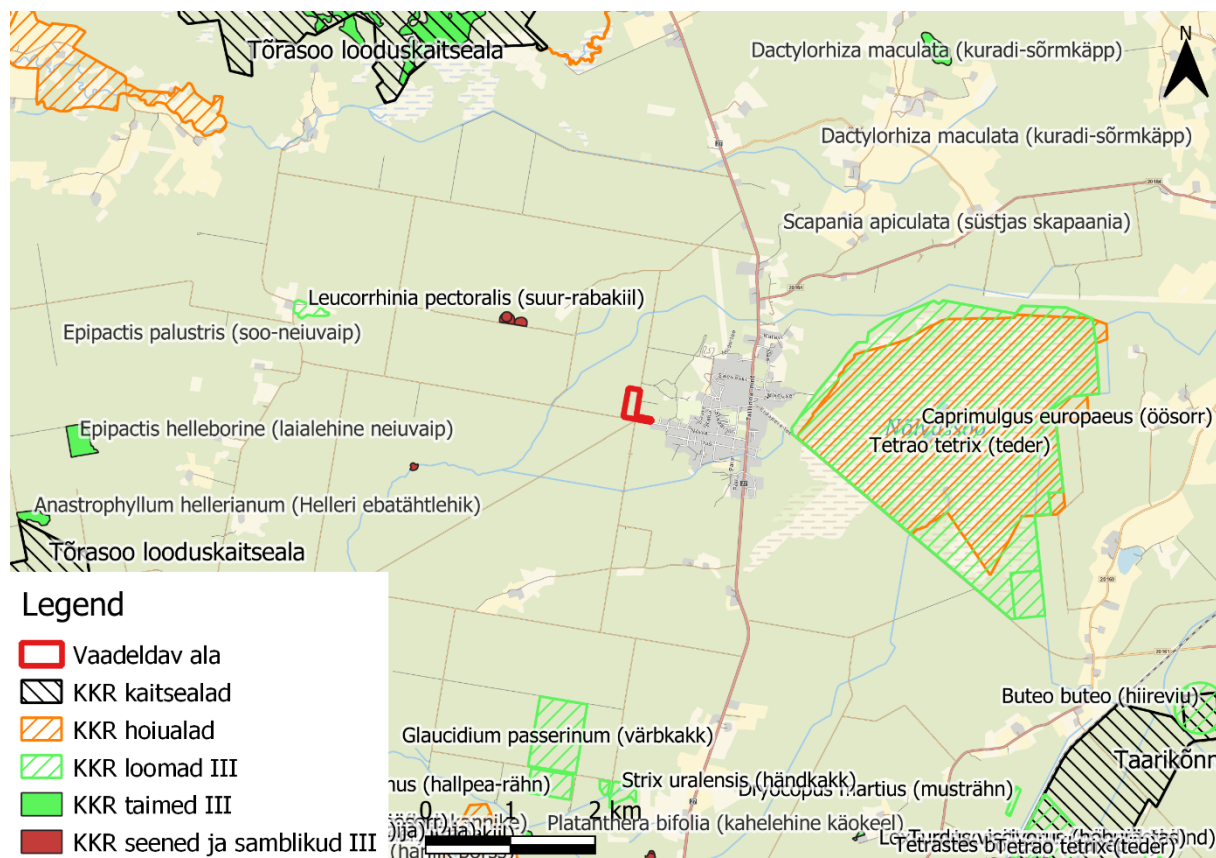 Tõrasoo looduskaitseala
Dactylorhiza maculata (kuradi-sõrmkäpp)
N
Dactylorhiza maculata (kuradi-sõrmkäpp)
Scapania apiculata (süstjas skapaania)
Leucorrhinia pectoralis (suur-rabakiil)
Epipactis palustris (soo-neiuvaip)
Caprimulgus europaeus (öösorr)
Epipactis helleborine (laialehine neiuvaip)
Tetrao tetrix (teder)
Anastrophyllum hellerianum (Helleri ebatähtlehik)
Tõrasoo looduskaitseala
Legend
Vaadeldav ala
KKR kaitsealad
KKR hoiualad
KKR loomad III
KKR taimed III
KKR seened ja samblikud III
Buteo buteo (hiireviu)
Glaucidium passerinum (värbkakk)
Taarikõnn
nus (hallpea-rähn)
Strix uralensis (händkakk)
Dryocopus martius (musträhn)
0 1 2 km
Platanthera bifolia (kahelehine käokeel)
Tetrao tetrix (teder)